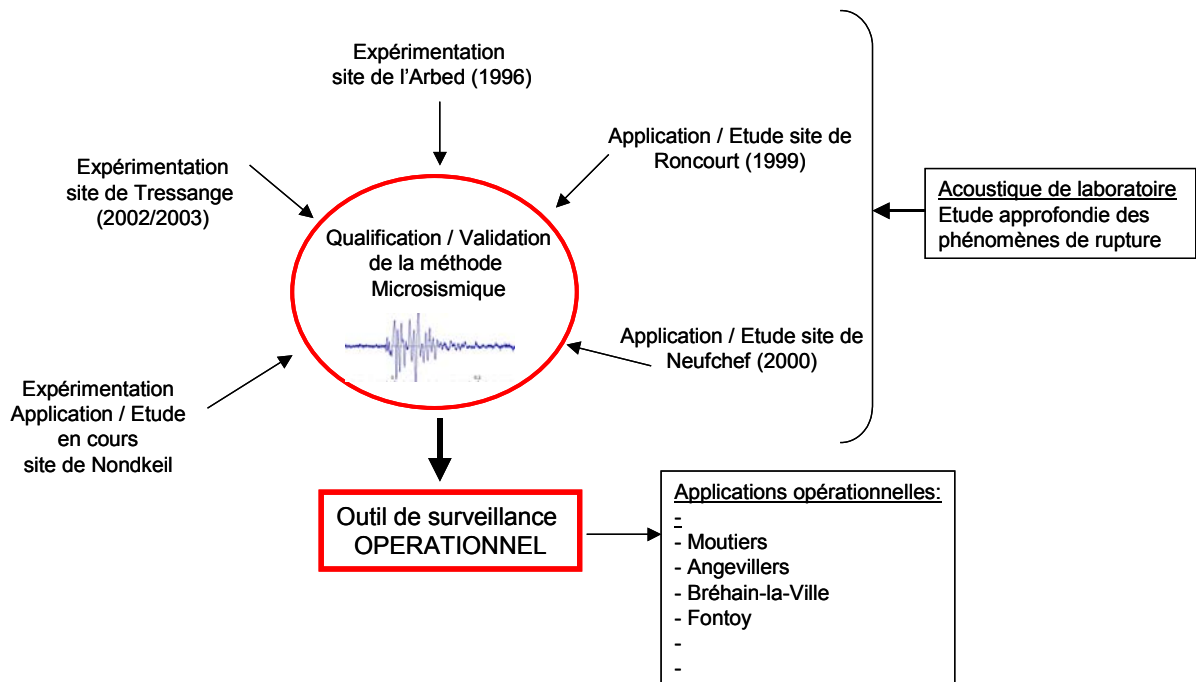 Expérimentation
site de l'Arbed (1996)
Application / Etude site de
Roncourt (1999)
Expérimentation
site de Tressange
(2002/2003)
Acoustique de laboratoire
Etude approfondie des
phénomènes de rupture
Qualification / Validation
de la méthode
Microsismique
Application / Etude site de
Neufchef (2000)
Expérimentation
Application / Etude
en cours
site de Nondkeil
Outil de surveillance
OPERATIONNEL
Applications opérationnelles:
-
- Moutiers
- Angevillers
- Bréhain-la-Ville
- Fontoy
-
-